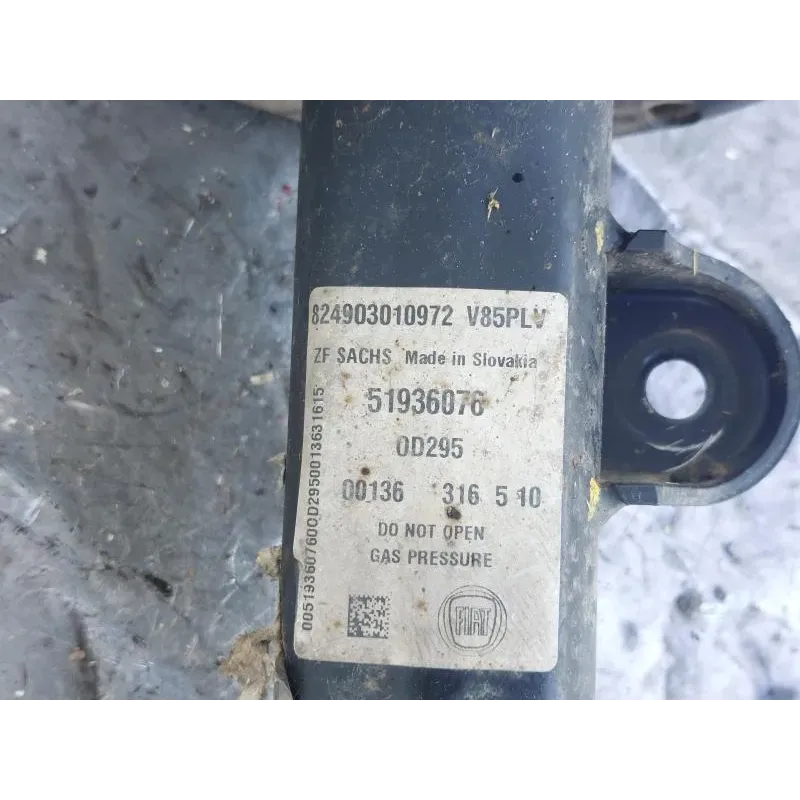 824903010972 V85PLV
ZF SACHS Made in Slovakia
51936076
0D295
00136 316 5 10
DO NOT OPEN
GAS PRESSURE
FIAT
005193607600D2950013631615